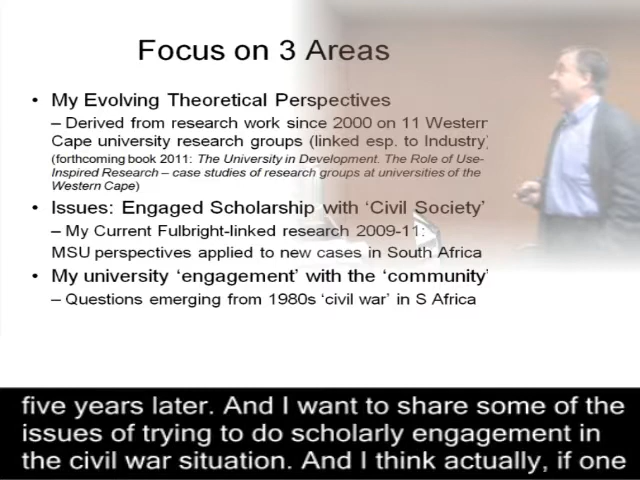 Focus on 3 Areas
• My Evolving Theoretical Perspectives
– Derived from research work since 2000 on 11 Western
Cape university research groups (linked esp. to Industry)
(forthcoming book 2011: The University in Development. The Role of Use-
Inspired Research – case studies of research groups at universities of the
Western Cape)
• Issues: Engaged Scholarship with ‘Civil Society’
– My Current Fulbright-linked research 2009-11:
MSU perspectives applied to new cases in South Africa
• My university ‘engagement’ with the ‘community’
– Questions emerging from 1980s ‘civil war’ in S Africa
five years later. And I want to share some of the
issues of trying to do scholarly engagement in
the civil war situation. And I think actually, if one